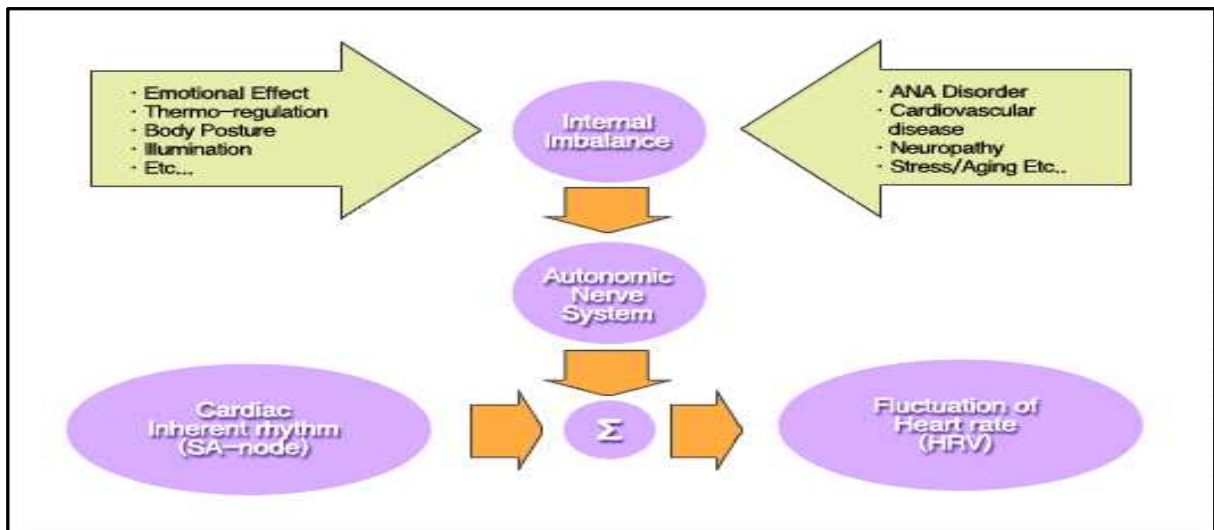 · Emotional Effect
· Thermo-regulation
· Body Posture
· Illumination
· Etc...
Internal
Imbalance
· ANA Disorder
· Cardiovascular
disease
· Neuropathy
· Stress/Aging Etc..
Autonomic
Nerve
System
Cardiac
Inherent rhythm
(SA-node)
Σ
Fluctuation of
Heart rate
(HRV)